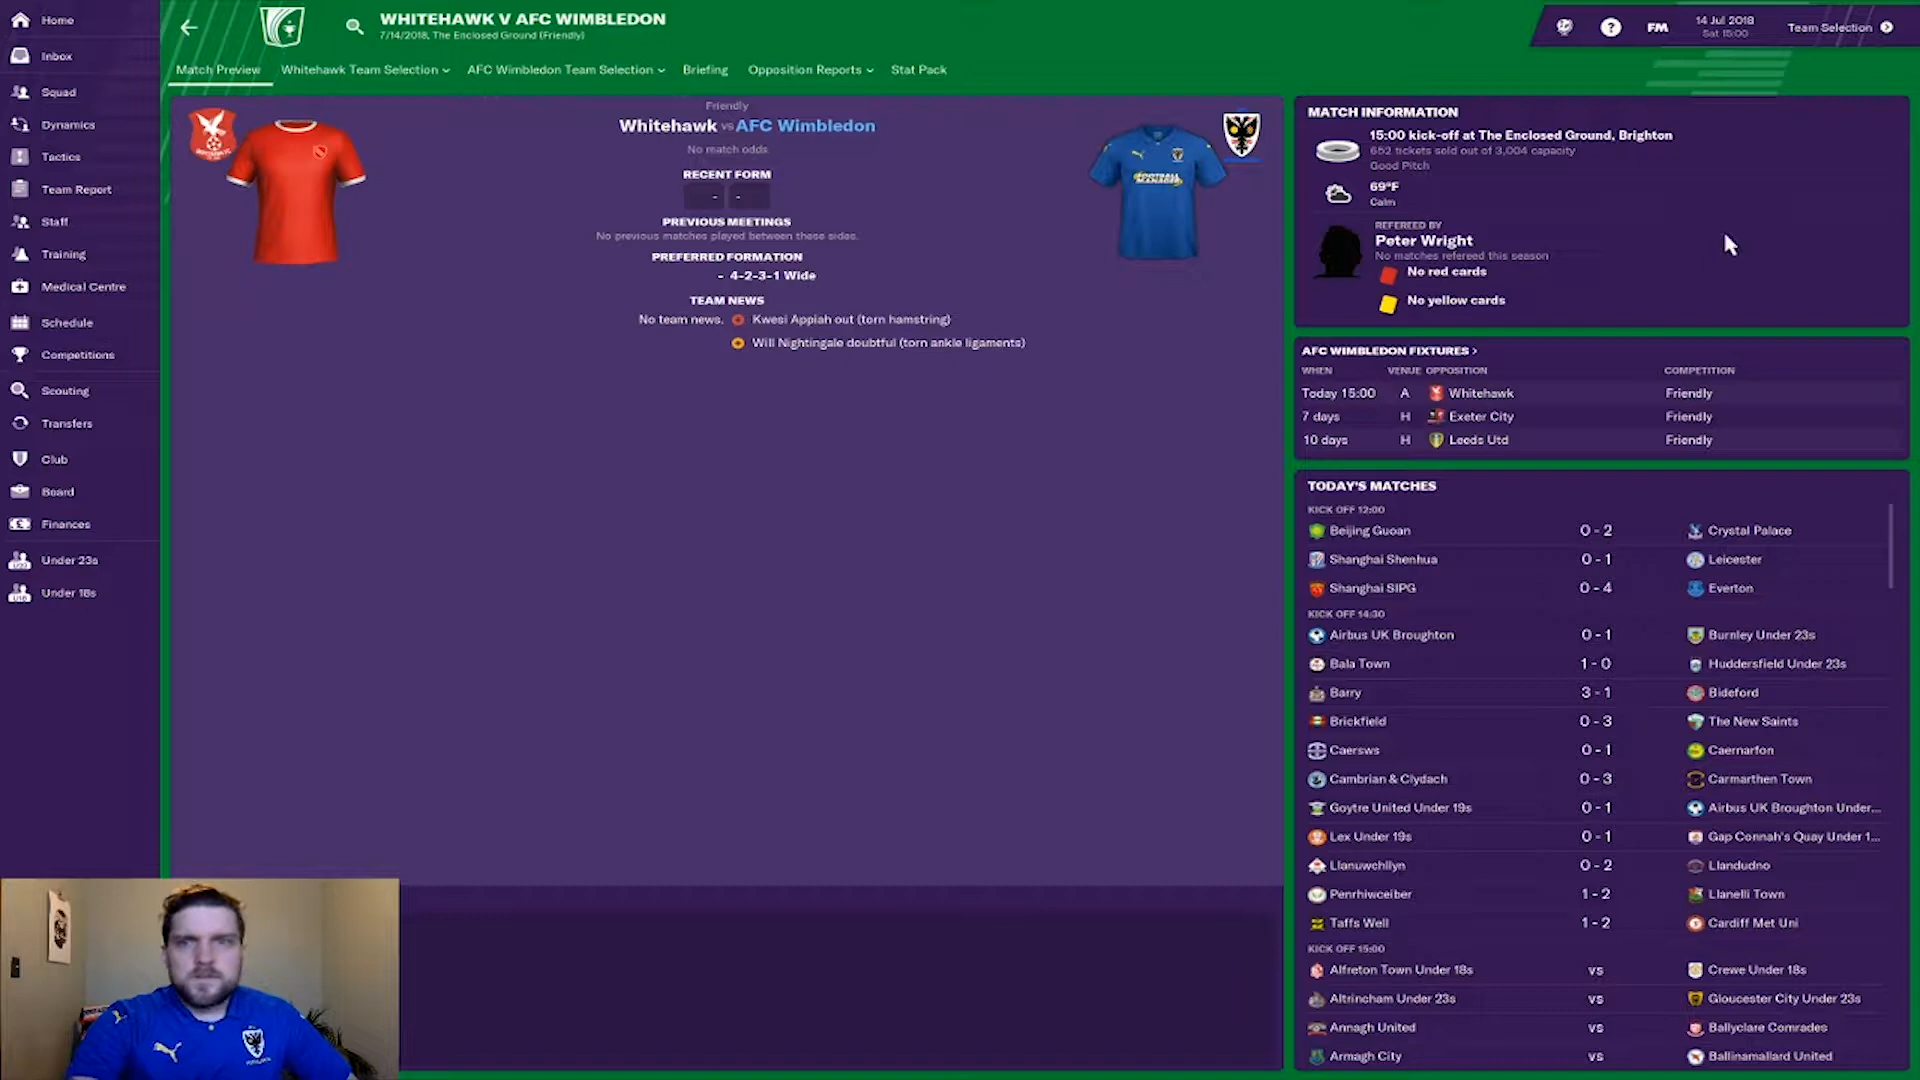 Home
Inbox
Squad
Dynamics
Tactics
Team Report
Staff
Training
Medical Centre
Schedule
Competitions
Scouting
Transfers
Club
Board
Finances
Under 23s
Under 18s
WHITEHAWK V AFC WIMBLEDON
7/14/2018, The Enclosed Ground (Friendly)
FM
14 Jul 2018
Sat 15:00
Team Selection
Match Preview
Whitehawk Team Selection
AFC Wimbledon Team Selection
Briefing
Opposition Reports
Stat Pack
Friendly
Whitehawk vs AFC Wimbledon
No match odds.
RECENT FORM
- -
PREVIOUS MEETINGS
No previous matches played between these sides.
PREFERRED FORMATION
- 4-2-3-1 Wide
TEAM NEWS
No team news. Kwesi Appiah out (torn hamstring)
Will Nightingale doubtful (torn ankle ligaments)
FOOTBALL MANAGER
MATCH INFORMATION
15:00 kick-off at The Enclosed Ground, Brighton
652 tickets sold out of 3,004 capacity
Good Pitch
69°F
Calm
REFEREED BY
Peter Wright
No matches refereed this season
No red cards
No yellow cards
AFC WIMBLEDON FIXTURES >
WHEN VENUE OPPOSITION COMPETITION
Today 15:00 A Whitehawk Friendly
7 days H Exeter City Friendly
10 days H Leeds Utd Friendly
TODAY'S MATCHES
KICK OFF 12:00
Beijing Guoan 0 - 2 Crystal Palace
Shanghai Shenhua 0 - 1 Leicester
Shanghai SIPG 0 - 4 Everton
KICK OFF 14:30
Airbus UK Broughton 0 - 1 Burnley Under 23s
Bala Town 1 - 0 Huddersfield Under 23s
Barry 3 - 1 Bideford
Brickfield 0 - 3 The New Saints
Caersws 0 - 1 Caernarfon
Cambrian & Clydach 0 - 3 Carmarthen Town
Goytre United Under 19s 0 - 1 Airbus UK Broughton Under...
Lex Under 19s 0 - 1 Gap Connah's Quay Under 1...
Llanuwchllyn 0 - 2 Llandudno
Penrhiwceiber 1 - 2 Llanelli Town
Taffs Well 1 - 2 Cardiff Met Uni
KICK OFF 15:00
Alfreton Town Under 18s vs Crewe Under 18s
Altrincham Under 23s vs Gloucester City Under 23s
Annagh United vs Ballyclare Comrades
Armagh City vs Ballinamallard United